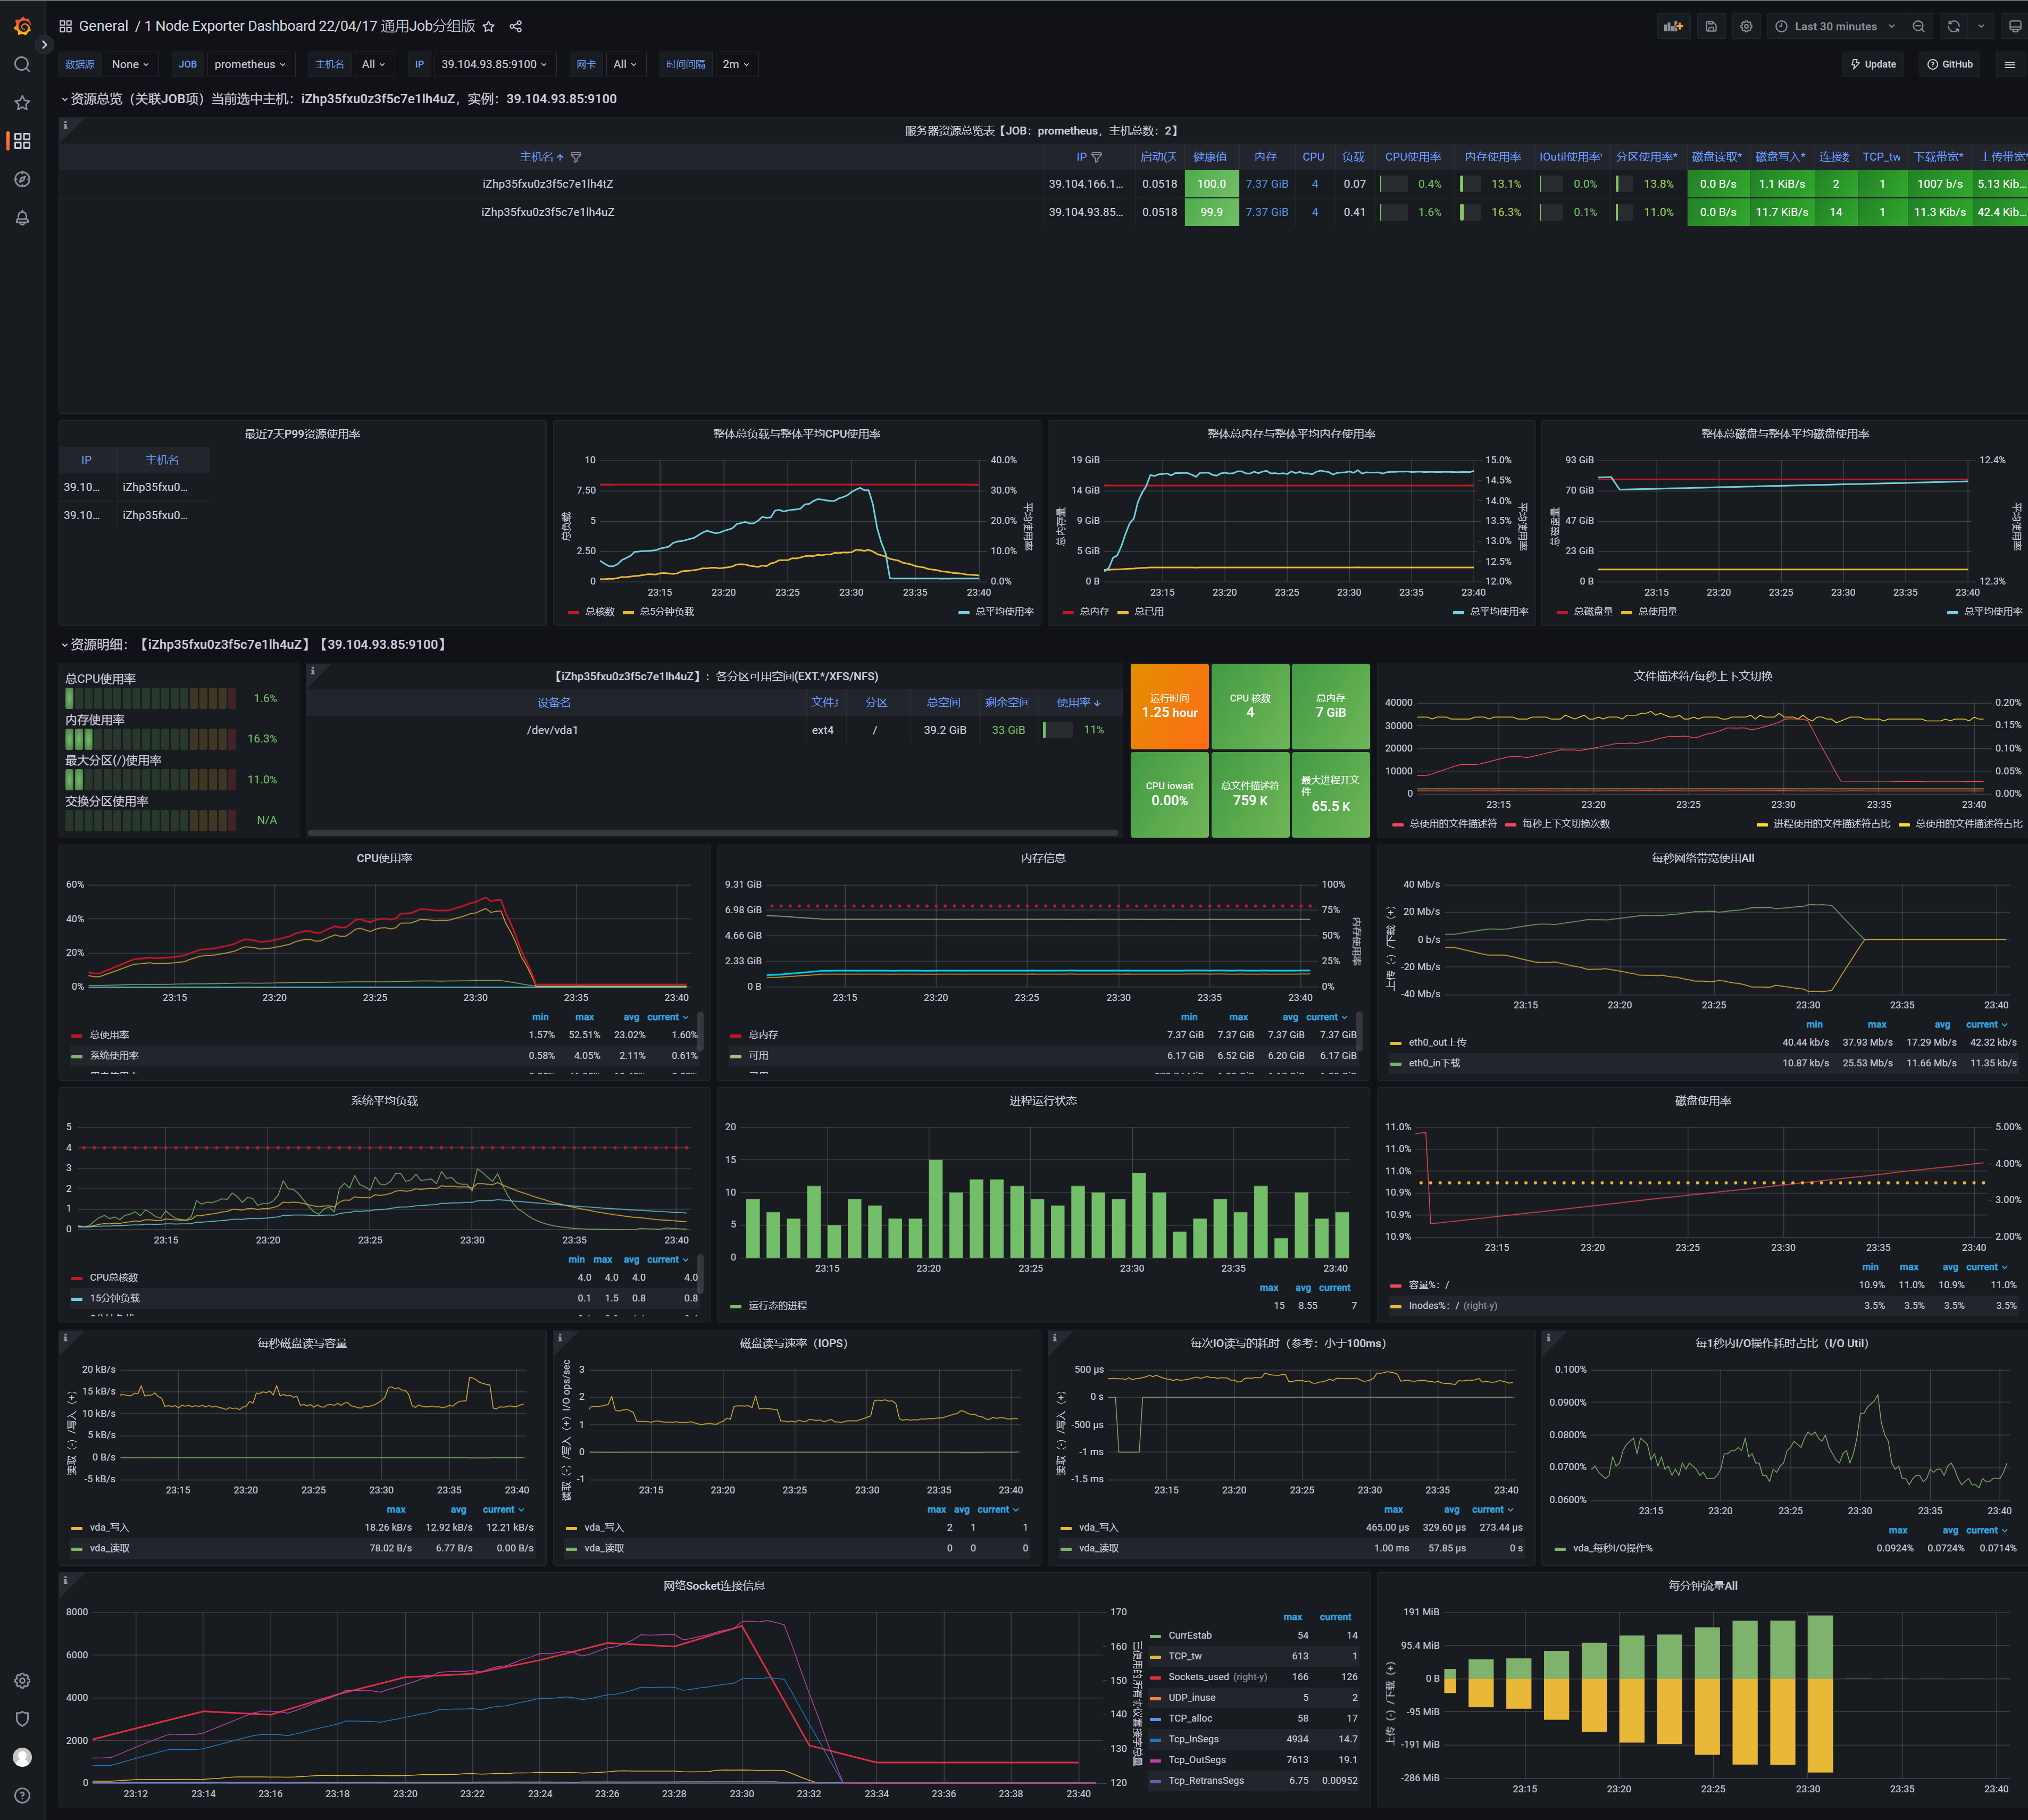 General / 1 Node Exporter Dashboard 22/04/17 通用Job分组版
Last 30 minutes
数据源 None JOB prometheus 主机名 All IP 39.104.93.85:9100 网卡 All 时间间隔 2m Update GitHub
资源总览（关联JOB项）当前选中主机：iZhp35fxu0z3f5c7e1lh4uZ，实例：39.104.93.85:9100
服务器资源总览表【JOB：prometheus，主机总数：2】
主机名 IP 启动(天 健康值 内存 CPU 负载 CPU使用率 内存使用率 IOutil使用率 分区使用率* 磁盘读取* 磁盘写入* 连接数 TCP_tw 下载带宽* 上传带宽*
iZhp35fxu0z3f5c7e1lh4tZ 39.104.166.1... 0.0518 100.0 7.37 GiB 4 0.07 0.4% 13.1% 0.0% 13.8% 0.0 B/s 1.1 KiB/s 2 1 1007 b/s 5.13 Kib...
iZhp35fxu0z3f5c7e1lh4uZ 39.104.93.85... 0.0518 99.9 7.37 GiB 4 0.41 1.6% 16.3% 0.1% 11.0% 0.0 B/s 11.7 KiB/s 14 1 11.3 Kib/s 42.4 Kib...
最近7天P99资源使用率
IP 主机名
39.10... iZhp35fxu0...
39.10... iZhp35fxu0...
整体总负载与整体平均CPU使用率
10 7.50 5 2.50 0
总负载
40.0% 30.0% 20.0% 10.0% 0.0%
整体平均使用率
23:15 23:20 23:25 23:30 23:35 23:40
总核数 总5分钟负载 总平均使用率
整体总内存与整体平均内存使用率
19 GiB 14 GiB 9 GiB 5 GiB 0 B
总内存量
15.0% 14.5% 14.0% 13.5% 13.0% 12.5% 12.0%
整体平均使用率
23:15 23:20 23:25 23:30 23:35 23:40
总内存 总已用 总平均使用率
整体总磁盘与整体平均磁盘使用率
93 GiB 70 GiB 47 GiB 23 GiB 0 B
总磁盘量
12.4% 12.3%
整体平均使用率
23:15 23:20 23:25 23:30 23:35 23:40
总磁盘量 总使用量 总平均使用率
资源明细：【iZhp35fxu0z3f5c7e1lh4uZ】【39.104.93.85:9100】
总CPU使用率
1.6%
内存使用率
16.3%
最大分区(/)使用率
11.0%
交换分区使用率
N/A
【iZhp35fxu0z3f5c7e1lh4uZ】：各分区可用空间(EXT.*/XFS/NFS)
设备名 文件系 分区 总空间 剩余空间 使用率
/dev/vda1 ext4 / 39.2 GiB 33 GiB 11%
运行时间
1.25 hour
CPU 核数
4
总内存
7 GiB
CPU iowait
0.00%
总文件描述符
759 K
最大进程开文
件
65.5 K
文件描述符/每秒上下文切换
40000 30000 20000 10000 0
0.20% 0.15% 0.10% 0.05% 0.00%
23:15 23:20 23:25 23:30 23:35 23:40
总使用的文件描述符 每秒上下文切换次数 进程使用的文件描述符占比 总使用的文件描述符占比
CPU使用率
60% 40% 20% 0%
23:15 23:20 23:25 23:30 23:35 23:40
min max avg current
总使用率 1.57% 52.51% 23.02% 1.60%
系统使用率 0.58% 4.05% 2.11% 0.61%
内存信息
9.31 GiB 6.98 GiB 4.66 GiB 2.33 GiB 0 B
100% 75% 50% 25% 0%
内存使用率
23:15 23:20 23:25 23:30 23:35 23:40
min max avg current
总内存 7.37 GiB 7.37 GiB 7.37 GiB 7.37 GiB
可用 6.17 GiB 6.52 GiB 6.20 GiB 6.17 GiB
每秒网络带宽使用All
40 Mb/s 20 Mb/s 0 b/s -20 Mb/s -40 Mb/s
上传（-）/下载（+）
23:15 23:20 23:25 23:30 23:35 23:40
min max avg current
eth0_out上传 40.44 kb/s 37.93 Mb/s 17.29 Mb/s 42.32 kb/s
eth0_in下载 10.87 kb/s 25.53 Mb/s 11.66 Mb/s 11.35 kb/s
系统平均负载
5 4 3 2 1 0
23:15 23:20 23:25 23:30 23:35 23:40
min max avg current
CPU总核数 4.0 4.0 4.0 4.0
15分钟负载 0.1 1.5 0.8 0.8
进程运行状态
20 15 10 5 0
23:15 23:20 23:25 23:30 23:35 23:40
max avg current
运行态的进程 15 8.55 7
磁盘使用率
11.0% 11.0% 11.0% 10.9% 10.9% 10.9%
5.00% 4.00% 3.00% 2.00%
23:15 23:20 23:25 23:30 23:35 23:40
min max avg current
容量%：/ 10.9% 11.0% 10.9% 11.0%
Inodes%：/ (right-y) 3.5% 3.5% 3.5% 3.5%
每秒磁盘读写容量
20 kB/s 15 kB/s 10 kB/s 5 kB/s 0 B/s -5 kB/s
读取（-）/写入（+）
23:15 23:20 23:25 23:30 23:35 23:40
max avg current
vda_写入 18.26 kB/s 12.92 kB/s 12.21 kB/s
vda_读取 78.02 B/s 6.77 B/s 0.00 B/s
磁盘读写速率（IOPS）
3 2 1 0 -1
读取（-）/写入（+）I/O ops/sec
23:15 23:20 23:25 23:30 23:35 23:40
max avg current
vda_写入 2 1 1
vda_读取 0 0 0
每次IO读写的耗时（参考：小于100ms）
500 µs 0 s -500 µs -1 ms -1.5 ms
读取（-）/写入（+）
23:15 23:20 23:25 23:30 23:35 23:40
max avg current
vda_写入 465.00 µs 329.60 µs 273.44 µs
vda_读取 1.00 ms 57.85 µs 0 s
每1秒内I/O操作耗时占比（I/O Util）
0.100% 0.0900% 0.0800% 0.0700% 0.0600%
23:15 23:20 23:25 23:30 23:35 23:40
max avg current
vda_每秒I/O操作% 0.0924% 0.0724% 0.0714%
网络Socket连接信息
8000 6000 4000 2000 0
170 160 150 140 130 120
已使用的所有协议套接字总量
23:12 23:14 23:16 23:18 23:20 23:22 23:24 23:26 23:28 23:30 23:32 23:34 23:36 23:38 23:40
max current
CurrEstab 54 14
TCP_tw 613 1
Sockets_used (right-y) 166 126
UDP_inuse 5 2
TCP_alloc 58 17
Tcp_InSegs 4934 14.7
Tcp_OutSegs 7613 19.1
Tcp_RetransSegs 6.75 0.00952
每分钟流量All
191 MiB 95.4 MiB 0 B -95 MiB -191 MiB -286 MiB
上传（-）/下载（+）
23:15 23:20 23:25 23:30 23:35 23:40